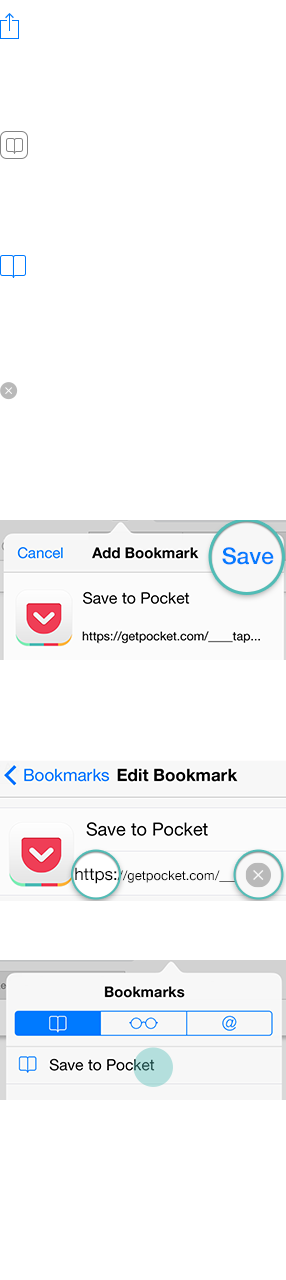 Cancel Add Bookmark Save
Save to Pocket
https://getpocket.com/____tap...
Bookmarks Edit Bookmark
Save to Pocket
https://getpocket.com/__
Bookmarks
@
Save to Pocket